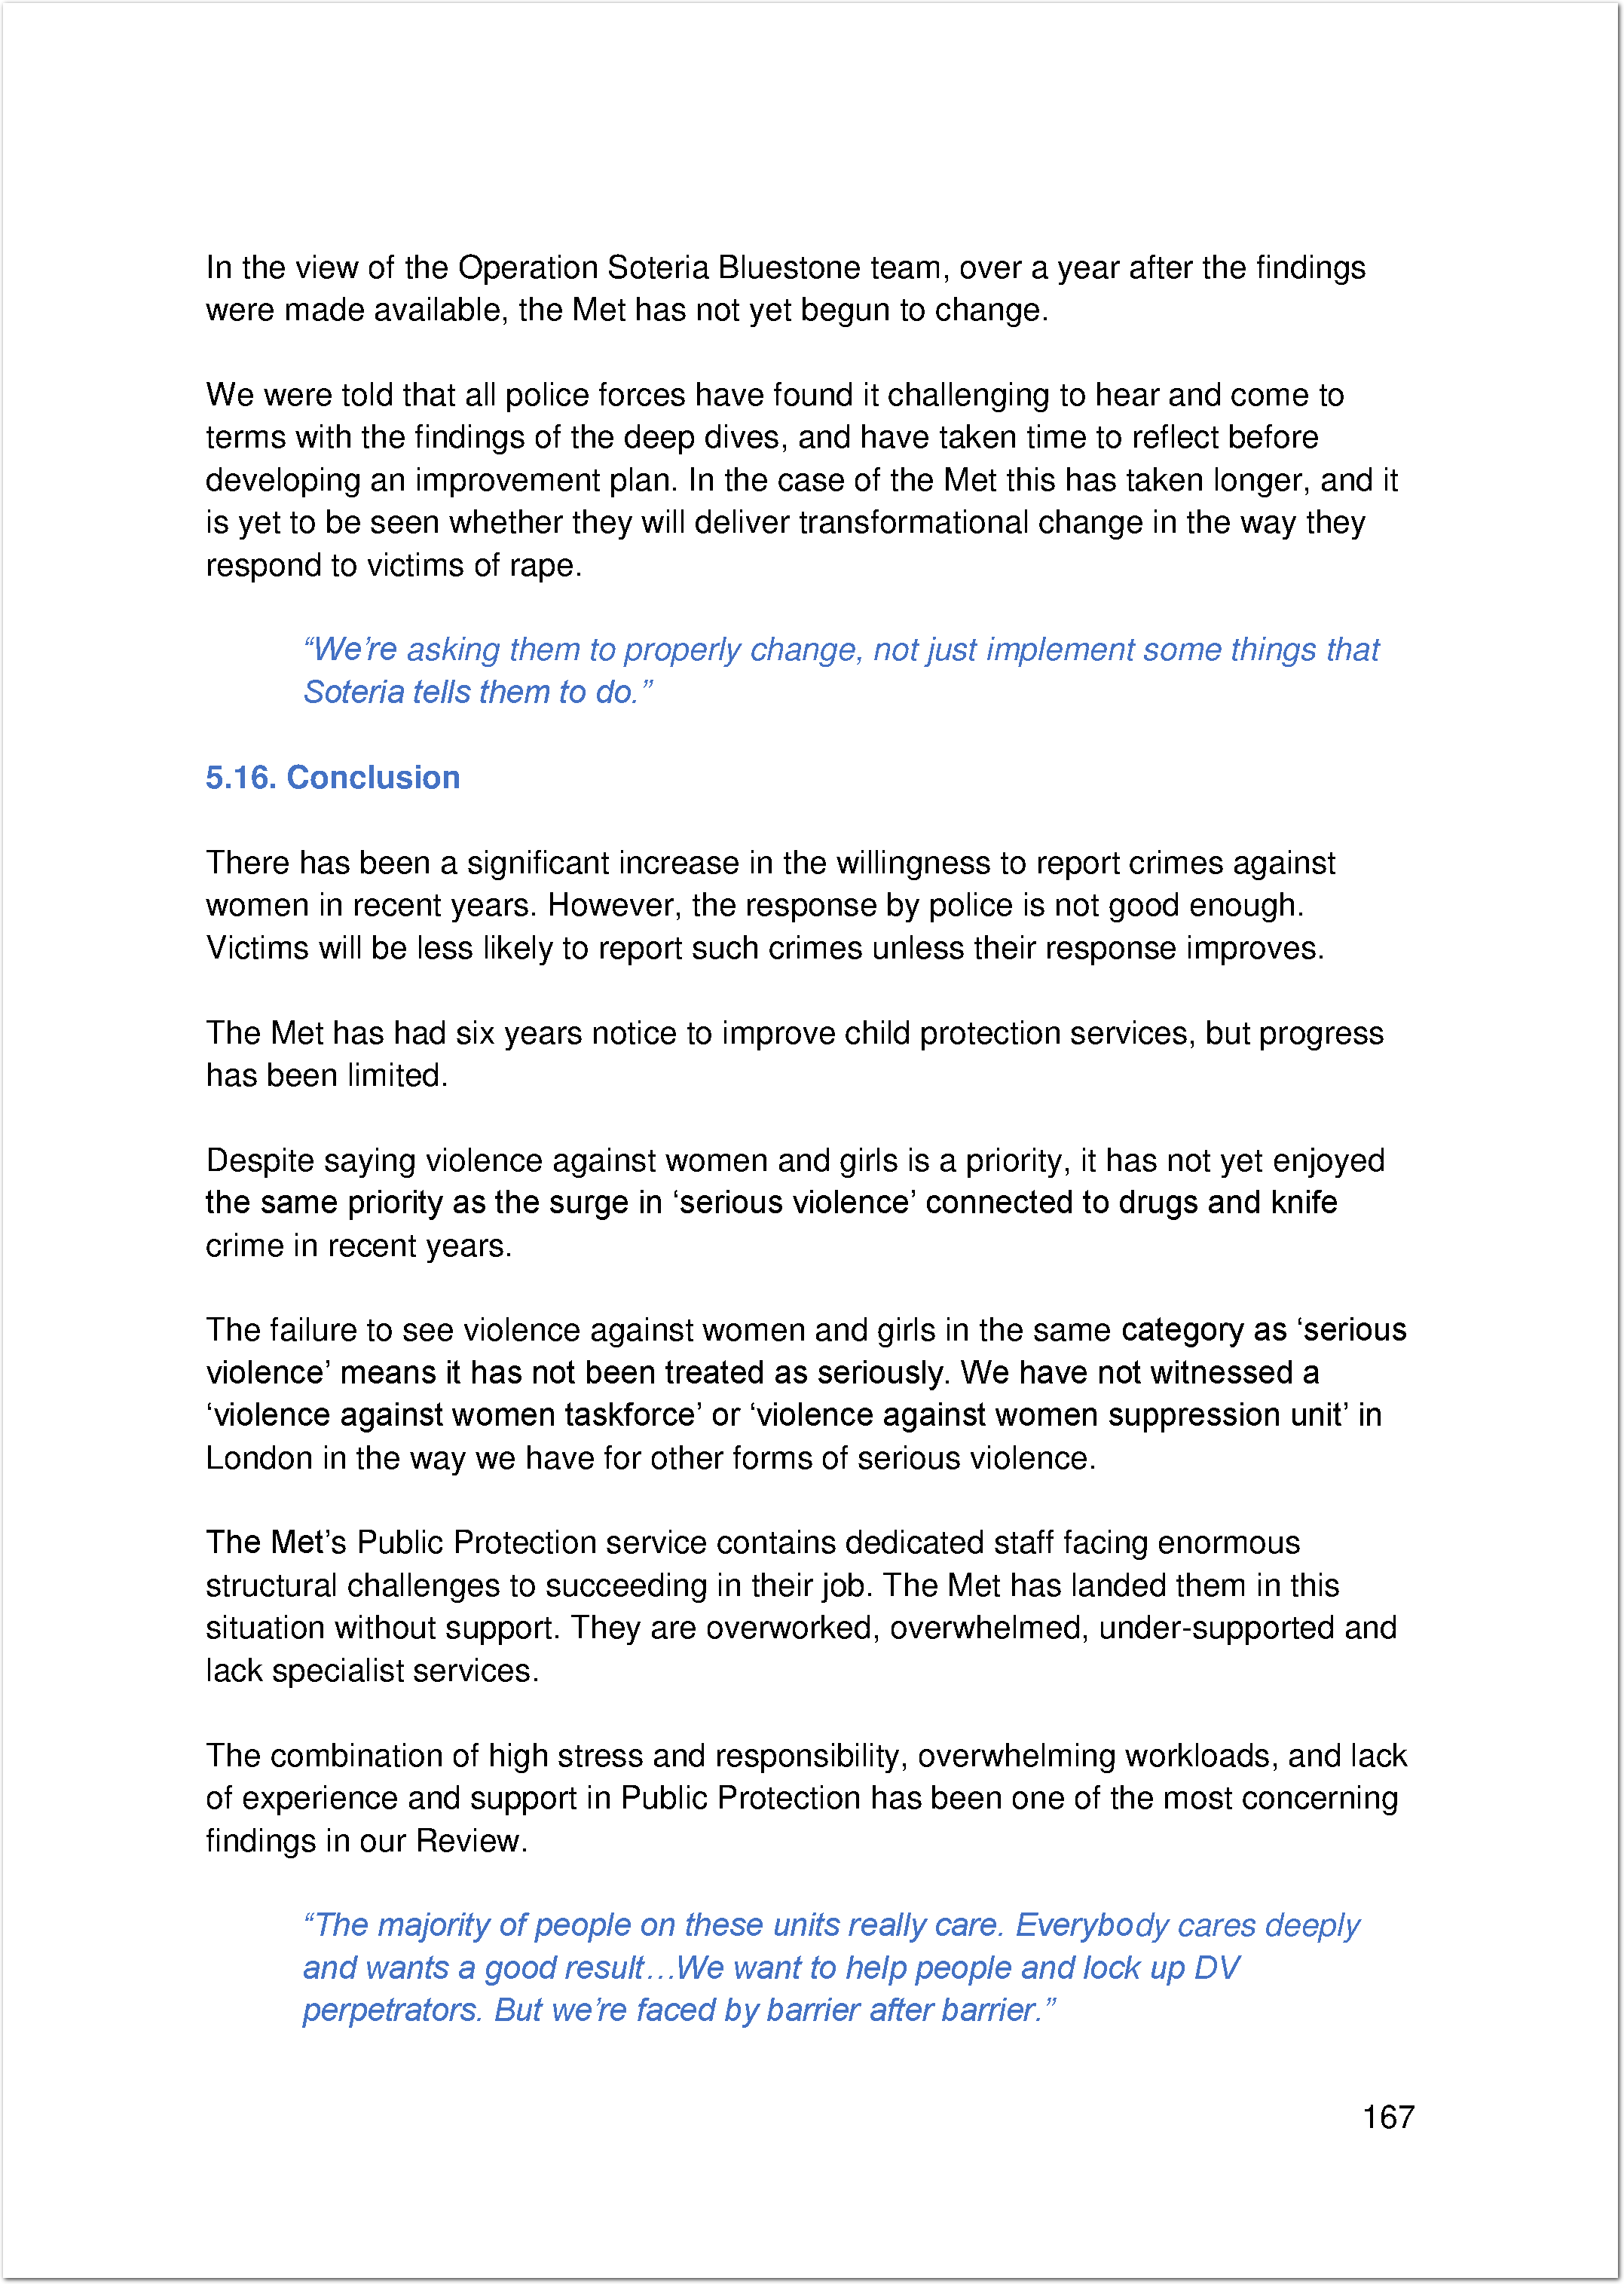 In the view of the Operation Soteria Bluestone team, over a year after the findings
were made available, the Met has not yet begun to change.
We were told that all police forces have found it challenging to hear and come to
terms with the findings of the deep dives, and have taken time to reflect before
developing an improvement plan. In the case of the Met this has taken longer, and it
is yet to be seen whether they will deliver transformational change in the way they
respond to victims of rape.
“We’re asking them to properly change, not just implement some things that
Soteria tells them to do.”
5.16. Conclusion
There has been a significant increase in the willingness to report crimes against
women in recent years. However, the response by police is not good enough.
Victims will be less likely to report such crimes unless their response improves.
The Met has had six years notice to improve child protection services, but progress
has been limited.
Despite saying violence against women and girls is a priority, it has not yet enjoyed
the same priority as the surge in ‘serious violence’ connected to drugs and knife
crime in recent years.
The failure to see violence against women and girls in the same category as ‘serious
violence’ means it has not been treated as seriously. We have not witnessed a
‘violence against women taskforce’ or ‘violence against women suppression unit’ in
London in the way we have for other forms of serious violence.
The Met’s Public Protection service contains dedicated staff facing enormous
structural challenges to succeeding in their job. The Met has landed them in this
situation without support. They are overworked, overwhelmed, under-supported and
lack specialist services.
The combination of high stress and responsibility, overwhelming workloads, and lack
of experience and support in Public Protection has been one of the most concerning
findings in our Review.
“The majority of people on these units really care. Everybody cares deeply
and wants a good result…We want to help people and lock up DV
perpetrators. But we’re faced by barrier after barrier.”
167